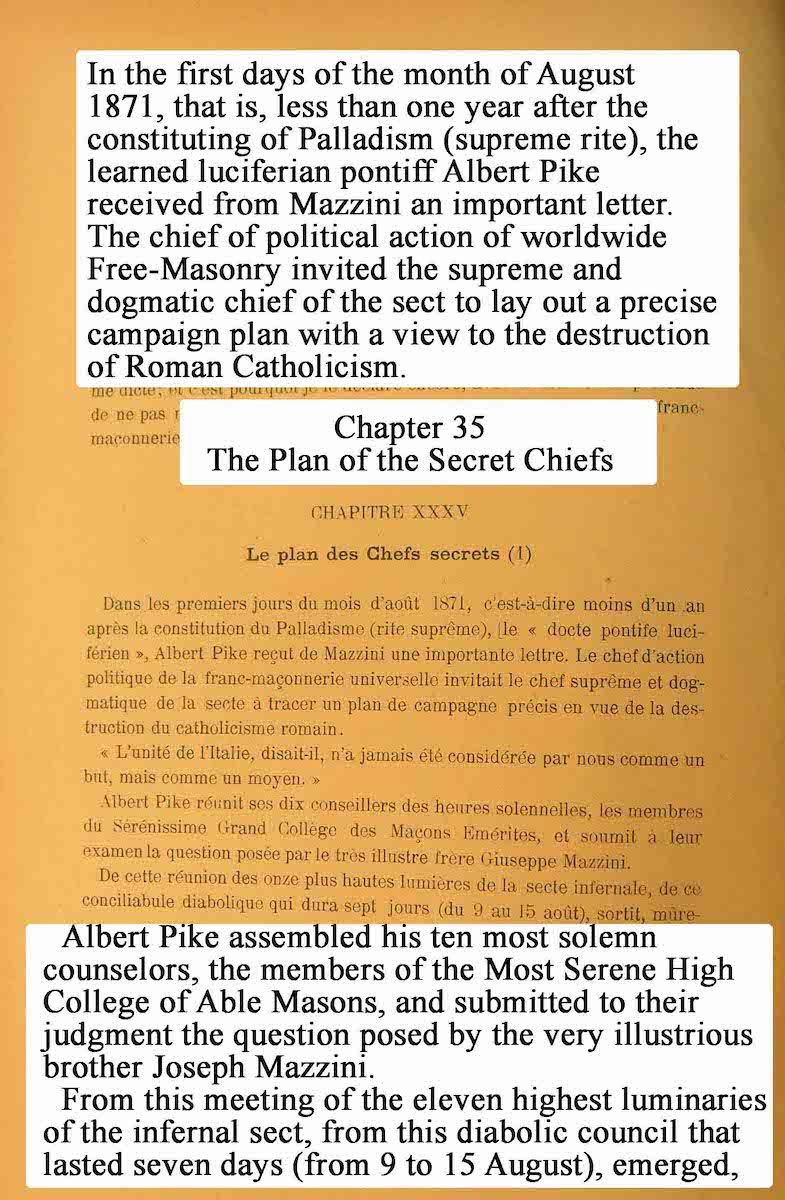 In the first days of the month of August
1871, that is, less than one year after the
constituting of Palladism (supreme rite), the
learned luciferian pontiff Albert Pike
received from Mazzini an important letter.
The chief of political action of worldwide
Free-Masonry invited the supreme and
dogmatic chief of the sect to lay out a precise
campaign plan with a view to the destruction
of Roman Catholicism.
de ne pas
franc-
maçonnerie
Chapter 35
The Plan of the Secret Chiefs
CHAPITRE XXXV
Le plan des Chefs secrets (1)
Dans les premiers jours du mois d'août 1871, c'est-à-dire moins d'un an
après la constitution du Palladisme (rite suprême), le « docte pontife luci-
férien », Albert Pike reçut de Mazzini une importante lettre. Le chef d'action
politique de la franc-maçonnerie universelle invitait le chef suprême et dog-
matique de la secte à tracer un plan de campagne précis en vue de la des-
truction du catholicisme romain.
« L'unité de l'Italie, disait-il, n'a jamais été considérée par nous comme un
but, mais comme un moyen. »
Albert Pike réunit ses dix conseillers des heures solennelles, les membres
du Sérénissime Grand Collège des Maçons Emérites, et soumit à leur
examen la question posée par le très illustre frère Giuseppe Mazzini.
De cette réunion des onze plus hautes lumières de la secte infernale, de ce
conciliabule diabolique qui dura sept jours (du 9 au 15 août), sortit, mûre-
Albert Pike assembled his ten most solemn
counselors, the members of the Most Serene High
College of Able Masons, and submitted to their
judgment the question posed by the very illustrious
brother Joseph Mazzini.
From this meeting of the eleven highest luminaries
of the infernal sect, from this diabolic council that
lasted seven days (from 9 to 15 August), emerged,